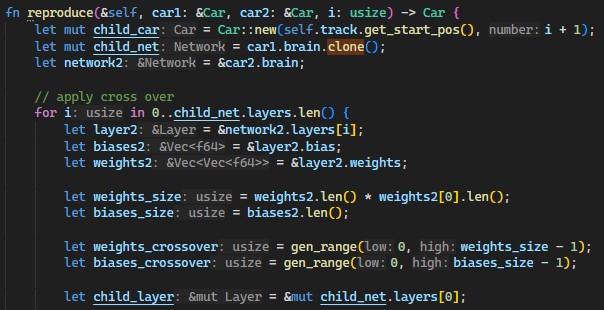 fn reproduce(&self, car1: &Car, car2: &Car, i: usize) -> Car {
let mut child_car: Car = Car::new(self.track.get_start_pos(), number: i + 1);
let mut child_net: Network = car1.brain.clone();
let network2: &Network = &car2.brain;
// apply cross over
for i: usize in 0..child_net.layers.len() {
let layer2: &Layer = &network2.layers[i];
let biases2: &Vec<f64> = &layer2.bias;
let weights2: &Vec<Vec<f64>> = &layer2.weights;
let weights_size: usize = weights2.len() * weights2[0].len();
let biases_size: usize = biases2.len();
let weights_crossover: usize = gen_range(low: 0, high: weights_size - 1);
let biases_crossover: usize = gen_range(low: 0, high: biases_size - 1);
let child_layer: &mut Layer = &mut child_net.layers[0];